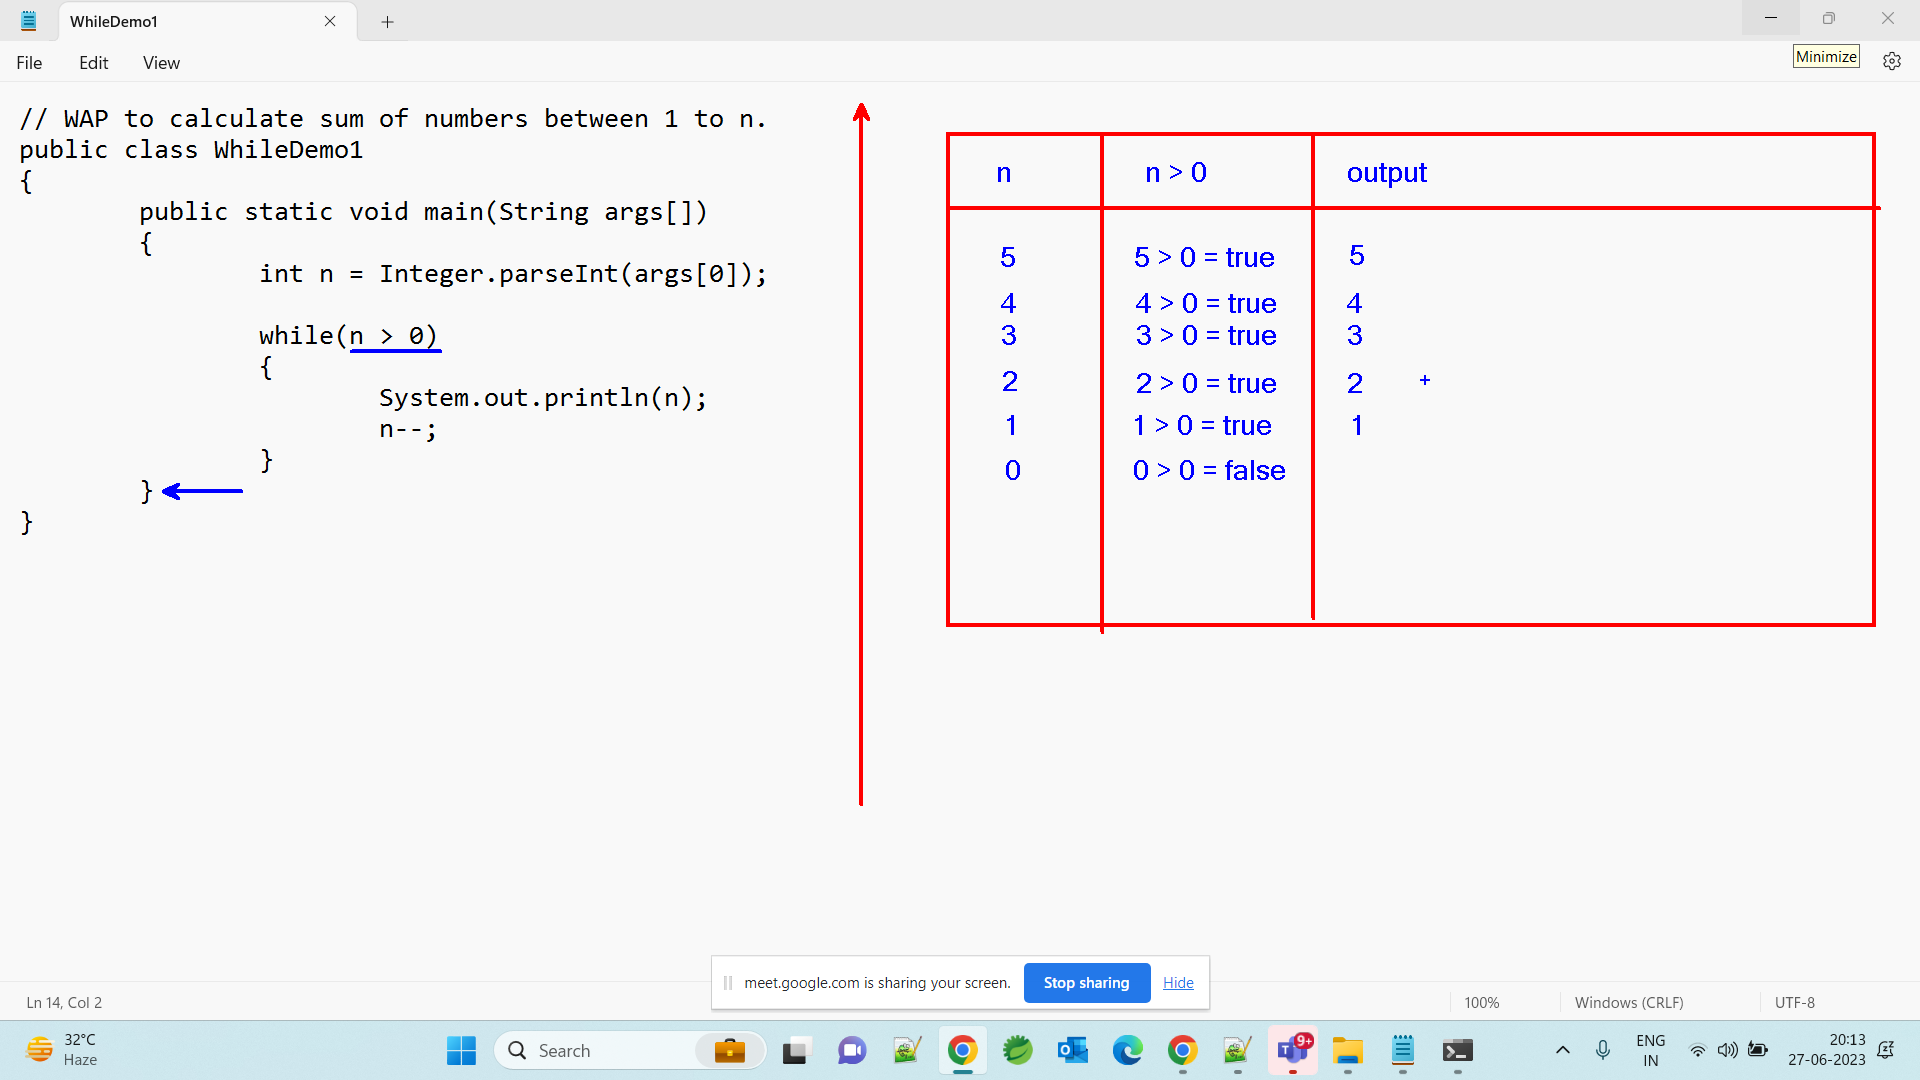 WhileDemo1
File Edit View
Minimize
// WAP to calculate sum of numbers between 1 to n.
public class WhileDemo1
{
public static void main(String args[])
{
int n = Integer.parseInt(args[0]);
while(n > 0)
{
System.out.println(n);
n--;
}
}
}
n n > 0 output
5 5 > 0 = true 5
4 4 > 0 = true 4
3 3 > 0 = true 3
2 2 > 0 = true 2
1 1 > 0 = true 1
0 0 > 0 = false
meet.google.com is sharing your screen. Stop sharing Hide
Ln 14, Col 2 100% Windows (CRLF) UTF-8
32°C
Haze
Search
9+
ENG
IN
20:13
27-06-2023